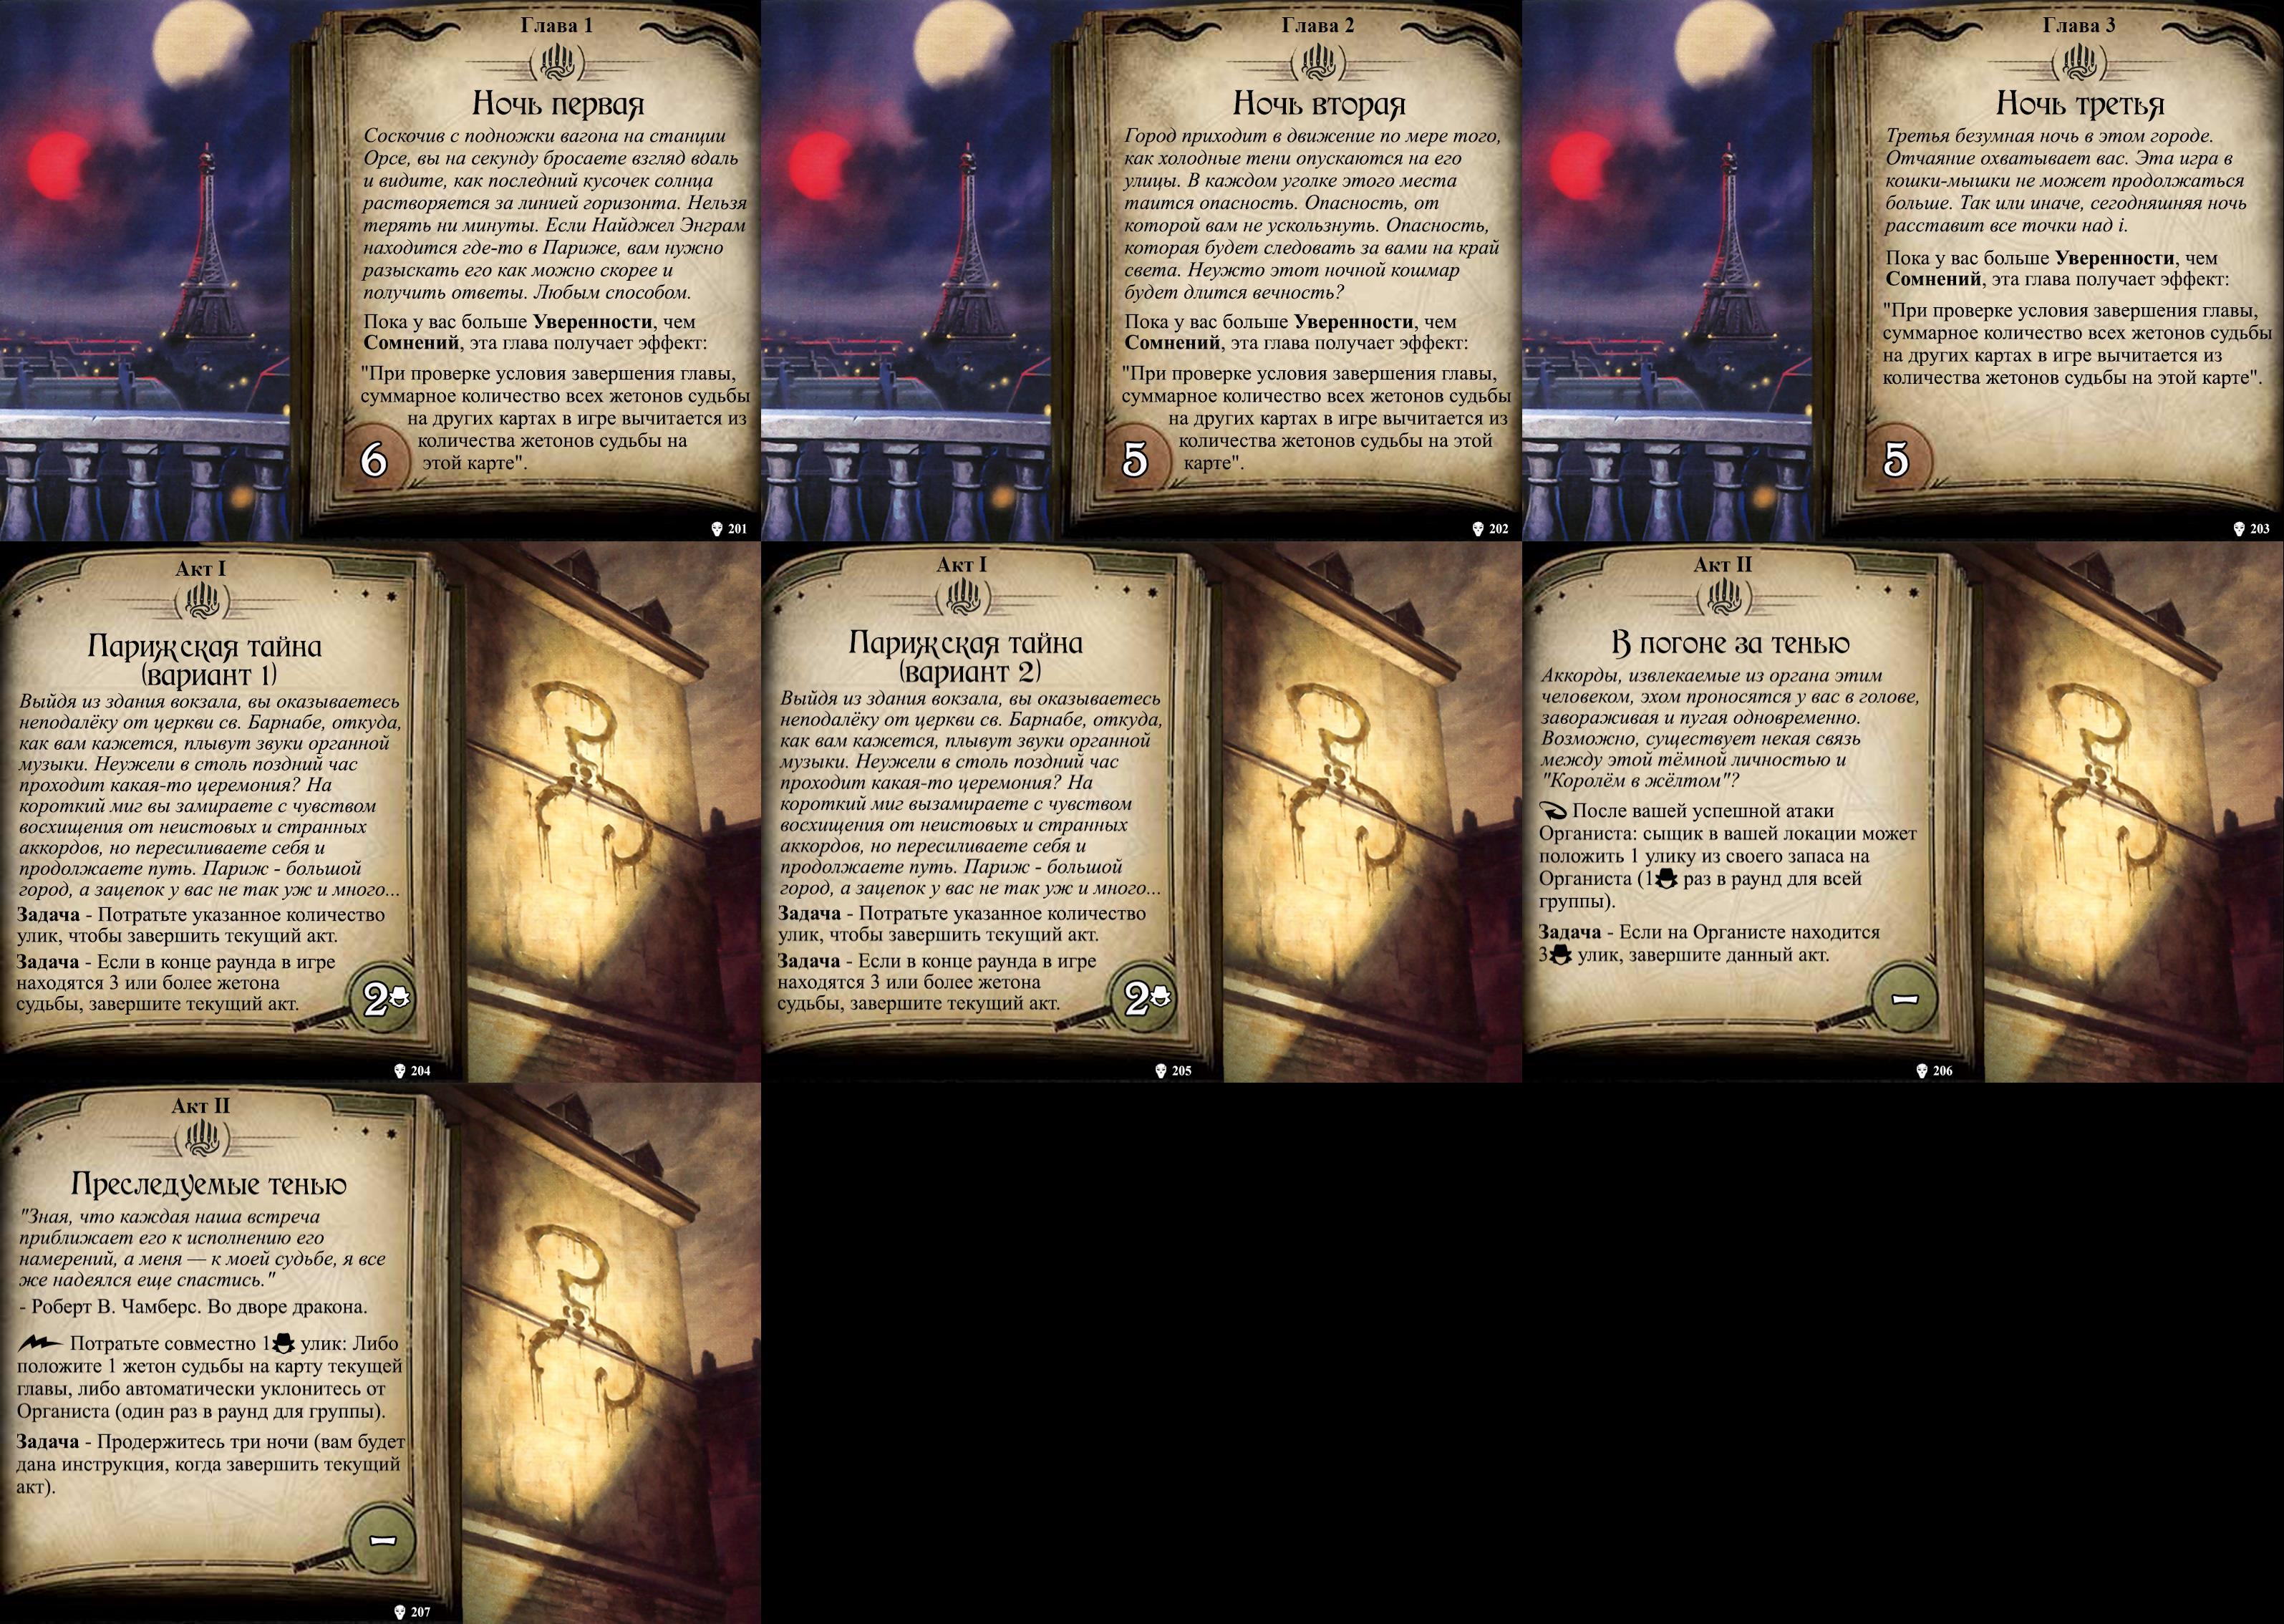 Глава 1
Ночь первая
Соскочив с подножки вагона на станции
Орсе, вы на секунду бросаете взгляд вдаль
и видите, как последний кусочек солнца
растворяется за линией горизонта. Нельзя
терять ни минуты. Если Найджел Энграм
находится где-то в Париже, вам нужно
разыскать его как можно скорее и
получить ответы. Любым способом.
Пока у вас больше Уверенности, чем
Сомнений, эта глава получает эффект:
"При проверке условия завершения главы,
суммарное количество всех жетонов судьбы
на других картах в игре вычитается из
количества жетонов судьбы на
этой карте".
6
201
Глава 2
Ночь вторая
Город приходит в движение по мере того,
как холодные тени опускаются на его
улицы. В каждом уголке этого места
таится опасность. Опасность, от
которой вам не ускользнуть. Опасность,
которая будет следовать за вами на край
света. Неужто этот ночной кошмар
будет длится вечность?
Пока у вас больше Уверенности, чем
Сомнений, эта глава получает эффект:
"При проверке условия завершения главы,
суммарное количество всех жетонов судьбы
на других картах в игре вычитается из
количества жетонов судьбы на этой
карте".
5
202
Глава 3
Ночь третья
Третья безумная ночь в этом городе.
Отчаяние охватывает вас. Эта игра в
кошки-мышки не может продолжаться
больше. Так или иначе, сегодняшняя ночь
расставит все точки над i.
Пока у вас больше Уверенности, чем
Сомнений, эта глава получает эффект:
"При проверке условия завершения главы,
суммарное количество всех жетонов судьбы
на других картах в игре вычитается из
количества жетонов судьбы на этой карте".
5
203
Акт I
Парижская тайна
(вариант 1)
Выйдя из здания вокзала, вы оказываетесь
неподалёку от церкви св. Барнабе, откуда,
как вам кажется, плывут звуки органной
музыки. Неужели в столь поздний час
проходит какая-то церемония? На
короткий миг вы замираете с чувством
восхищения от неистовых и странных
аккордов, но пересиливаете себя и
продолжаете путь. Париж - большой
город, а зацепок у вас не так уж и много...
Задача - Потратьте указанное количество
улик, чтобы завершить текущий акт.
Задача - Если в конце раунда в игре
находятся 3 или более жетона
судьбы, завершите текущий акт.
2
204
Акт I
Парижская тайна
(вариант 2)
Выйдя из здания вокзала, вы оказываетесь
неподалёку от церкви св. Барнабе, откуда,
как вам кажется, плывут звуки органной
музыки. Неужели в столь поздний час
проходит какая-то церемония? На
короткий миг вызамираете с чувством
восхищения от неистовых и странных
аккордов, но пересиливаете себя и
продолжаете путь. Париж - большой
город, а зацепок у вас не так уж и много...
Задача - Потратьте указанное количество
улик, чтобы завершить текущий акт.
Задача - Если в конце раунда в игре
находятся 3 или более жетона
судьбы, завершите текущий акт.
2
205
Акт II
В погоне за тенью
Аккорды, извлекаемые из органа этим
человеком, эхом проносятся у вас в голове,
завораживая и пугая одновременно.
Возможно, существует некая связь
между этой тёмной личностью и
"Королём в жёлтом"?
После вашей успешной атаки
Органиста: сыщик в вашей локации может
положить 1 улику из своего запаса на
Органиста (1 раз в раунд для всей
группы).
Задача - Если на Органисте находится
3 улик, завершите данный акт.
–
206
Акт II
Преследуемые тенью
"Зная, что каждая наша встреча
приближает его к исполнению его
намерений, а меня — к моей судьбе, я все
же надеялся еще спастись."
- Роберт В. Чамберс. Во дворе дракона.
Потратьте совместно 1 улик: Либо
положите 1 жетон судьбы на карту текущей
главы, либо автоматически уклонитесь от
Органиста (один раз в раунд для группы).
Задача - Продержитесь три ночи (вам будет
дана инструкция, когда завершить текущий
акт).
–
207